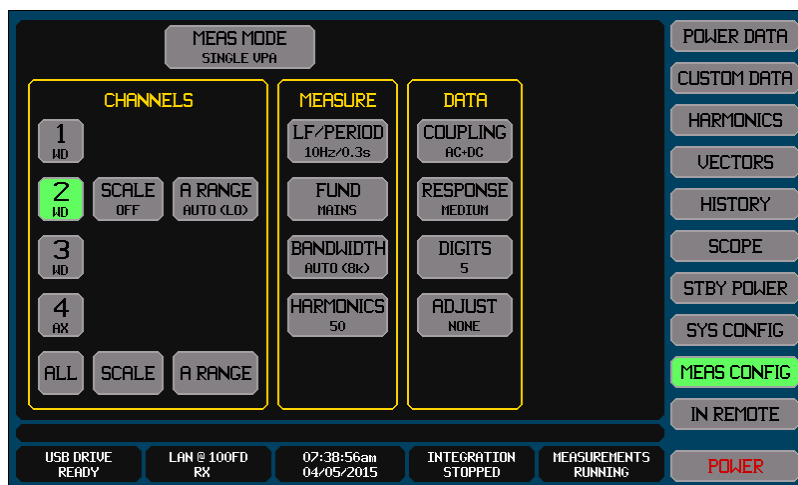 MEAS MODE
SINGLE VPA
CHANNELS
1
WD
2
WD
SCALE
OFF
A RANGE
AUTO (LO)
3
WD
4
AX
ALL
SCALE
A RANGE
MEASURE
LF/PERIOD
10Hz/0.3s
FUND
MAINS
BANDWIDTH
AUTO (8k)
HARMONICS
50
DATA
COUPLING
AC+DC
RESPONSE
MEDIUM
DIGITS
5
ADJUST
NONE
POWER DATA
CUSTOM DATA
HARMONICS
VECTORS
HISTORY
SCOPE
STBY POWER
SYS CONFIG
MEAS CONFIG
IN REMOTE
POWER
USB DRIVE
READY
LAN @ 100FD
RX
07:38:56am
04/05/2015
INTEGRATION
STOPPED
MEASUREMENTS
RUNNING